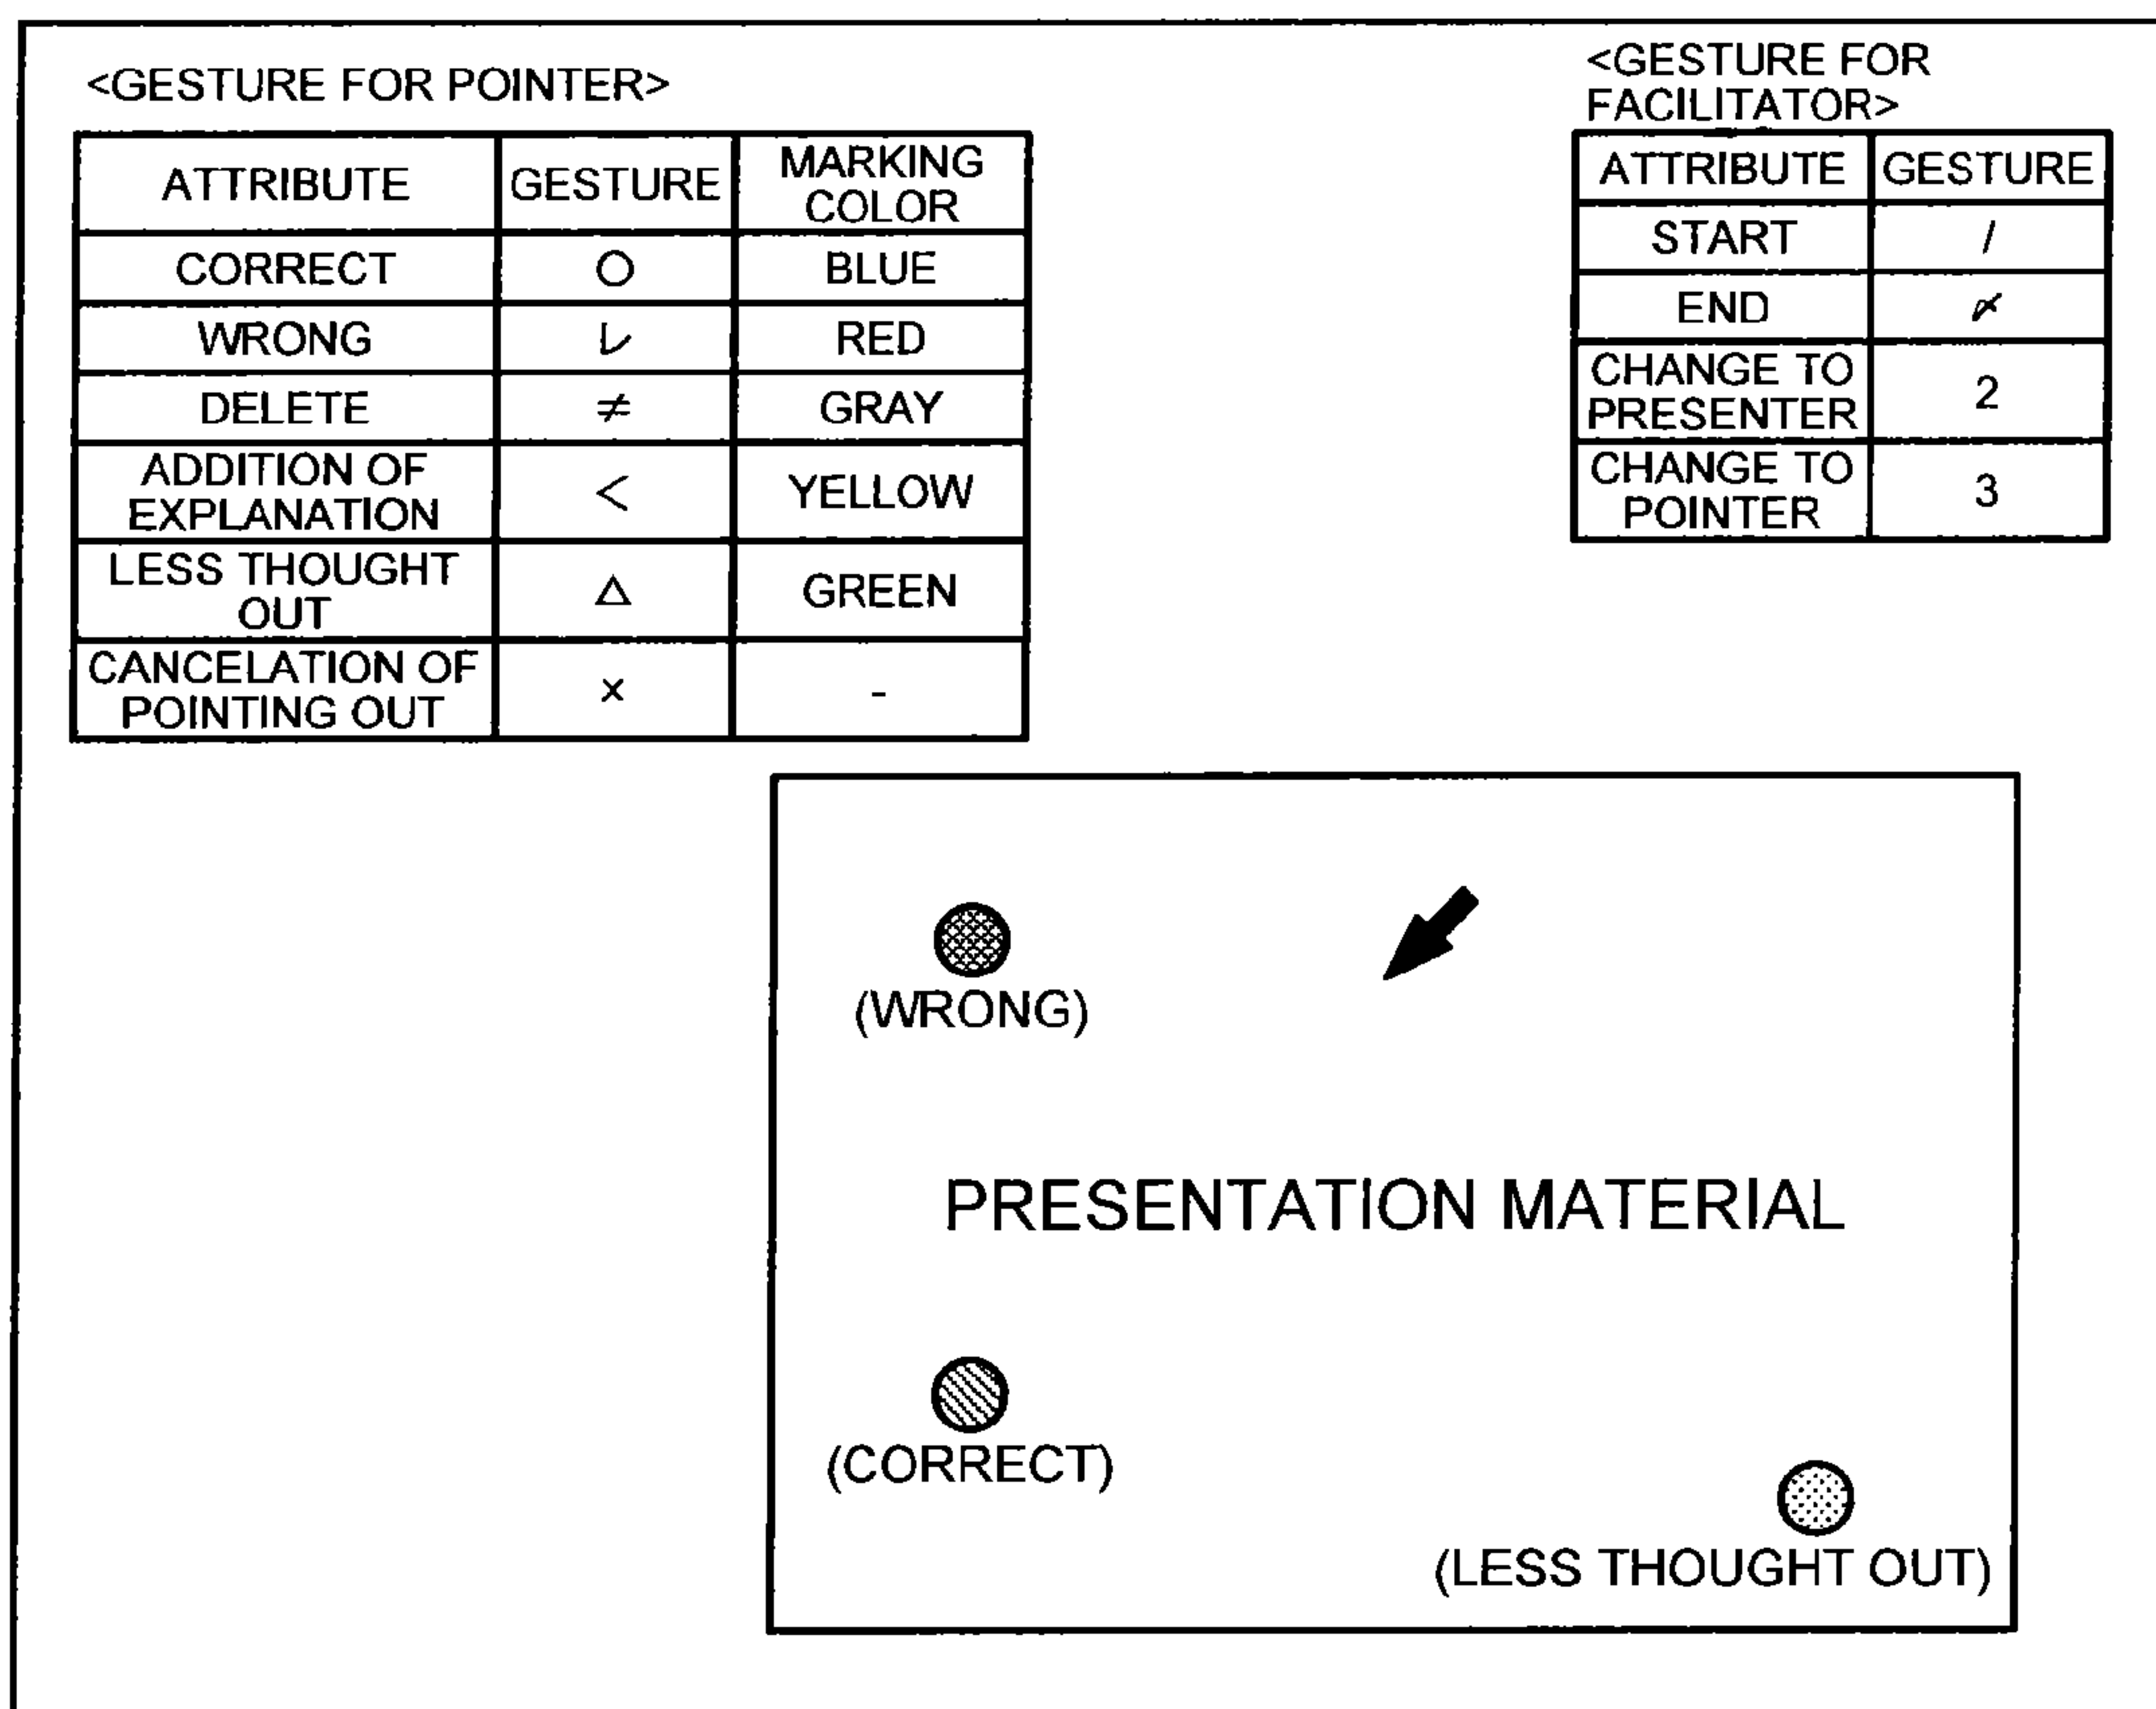 <GESTURE FOR POINTER>
ATTRIBUTE GESTURE MARKING COLOR
CORRECT ○ BLUE
WRONG レ RED
DELETE ≠ GRAY
ADDITION OF EXPLANATION < YELLOW
LESS THOUGHT OUT △ GREEN
CANCELATION OF POINTING OUT × -
<GESTURE FOR
FACILITATOR>
ATTRIBUTE GESTURE
START /
END
CHANGE TO PRESENTER 2
CHANGE TO POINTER 3
(WRONG)
PRESENTATION MATERIAL
(CORRECT)
(LESS THOUGHT OUT)